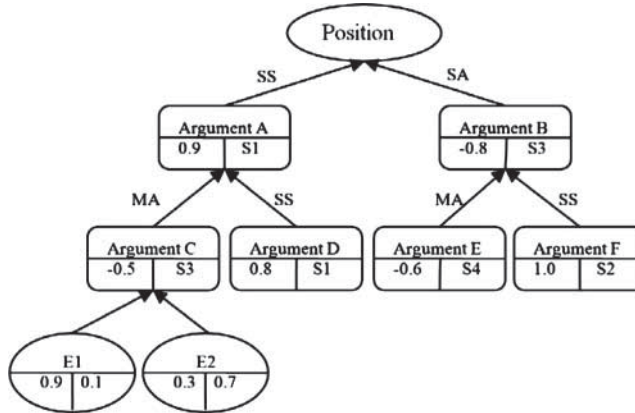 Position
SS
SA
Argument A
0.9 S1
Argument B
-0.8 S3
MA
SS
MA
SS
Argument C
-0.5 S3
Argument D
0.8 S1
Argument E
-0.6 S4
Argument F
1.0 S2
E1
0.9 0.1
E2
0.3 0.7